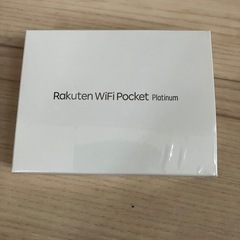 Rakuten WiFi Pocket Platinum